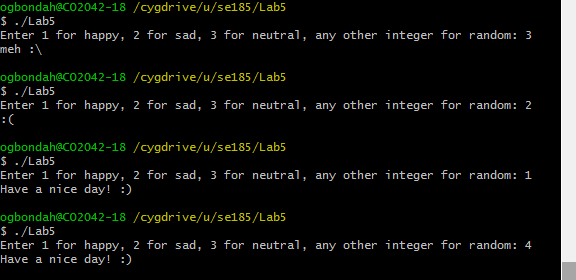 ogbondah@CO2042-18 /cygdrive/u/se185/Lab5
$ ./Lab5
Enter 1 for happy, 2 for sad, 3 for neutral, any other integer for random: 3
meh :\
ogbondah@CO2042-18 /cygdrive/u/se185/Lab5
$ ./Lab5
Enter 1 for happy, 2 for sad, 3 for neutral, any other integer for random: 2
:(
ogbondah@CO2042-18 /cygdrive/u/se185/Lab5
$ ./Lab5
Enter 1 for happy, 2 for sad, 3 for neutral, any other integer for random: 1
Have a nice day! :)
ogbondah@CO2042-18 /cygdrive/u/se185/Lab5
$ ./Lab5
Enter 1 for happy, 2 for sad, 3 for neutral, any other integer for random: 4
Have a nice day! :)